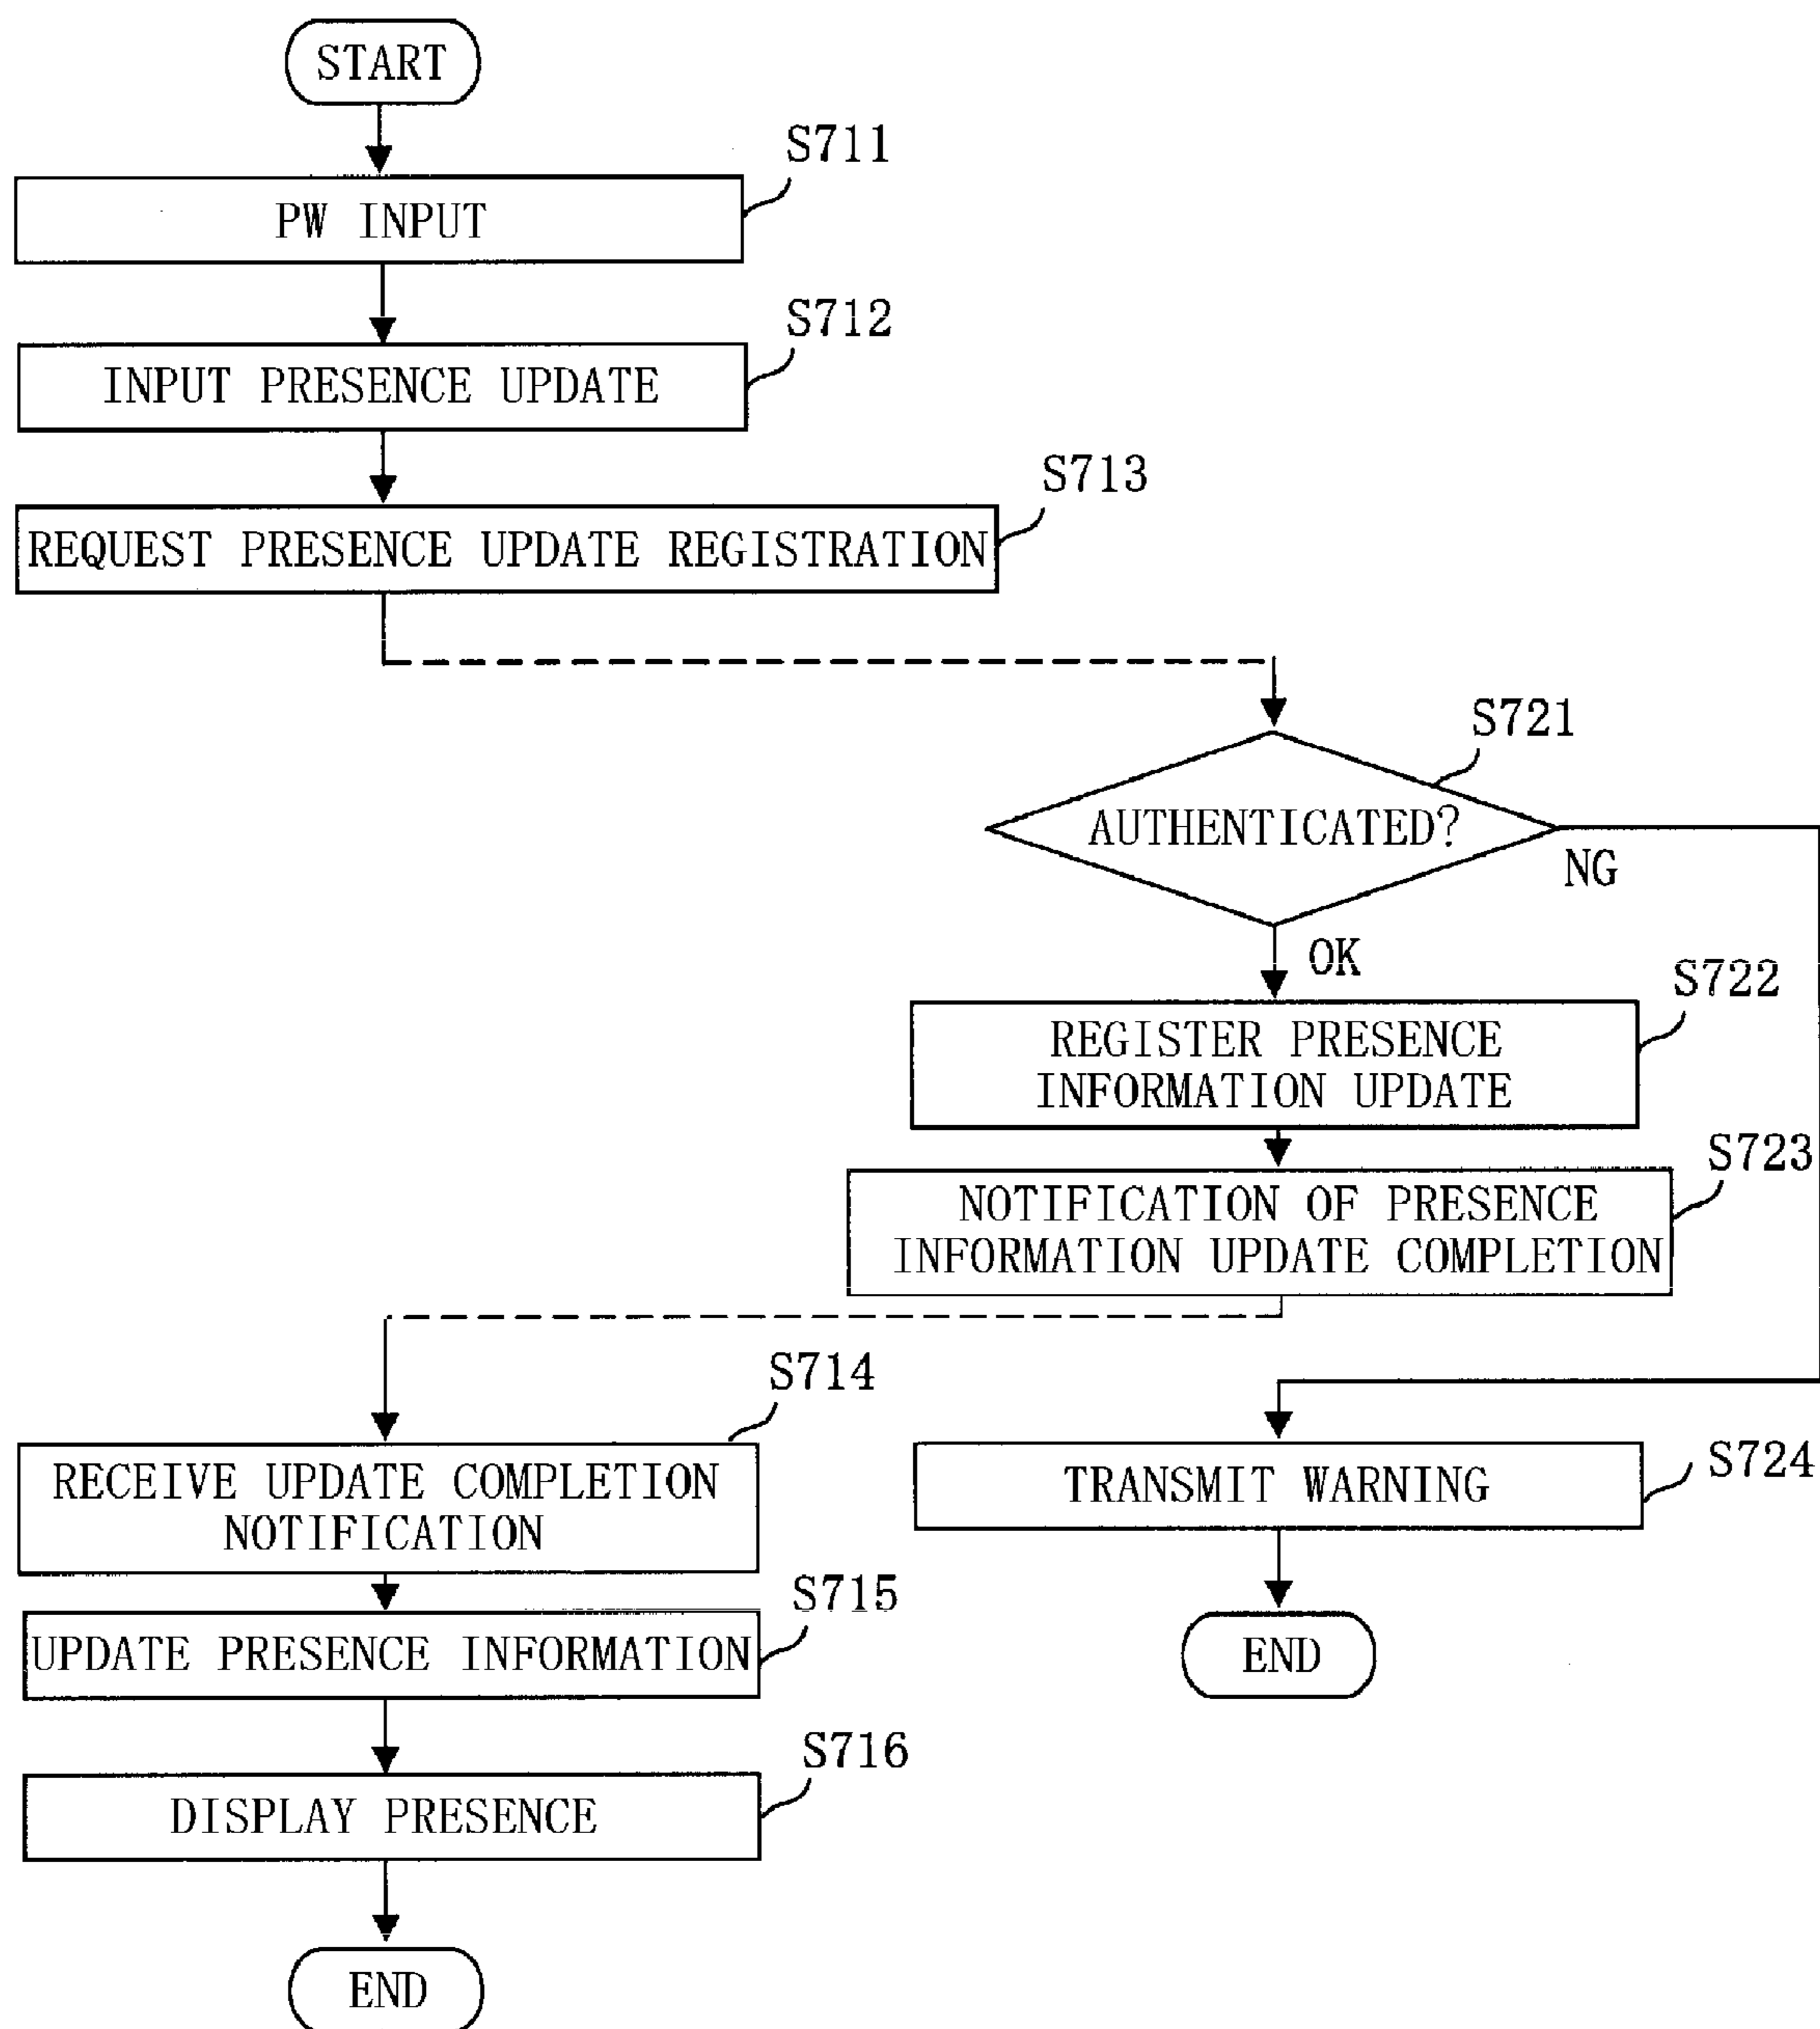 START
S711
PW INPUT
S712
INPUT PRESENCE UPDATE
S713
REQUEST PRESENCE UPDATE REGISTRATION
S721
AUTHENTICATED?
NG
OK
S722
REGISTER PRESENCE
INFORMATION UPDATE
S723
NOTIFICATION OF PRESENCE
INFORMATION UPDATE COMPLETION
S714
RECEIVE UPDATE COMPLETION
NOTIFICATION
S724
TRANSMIT WARNING
S715
UPDATE PRESENCE INFORMATION
END
S716
DISPLAY PRESENCE
END